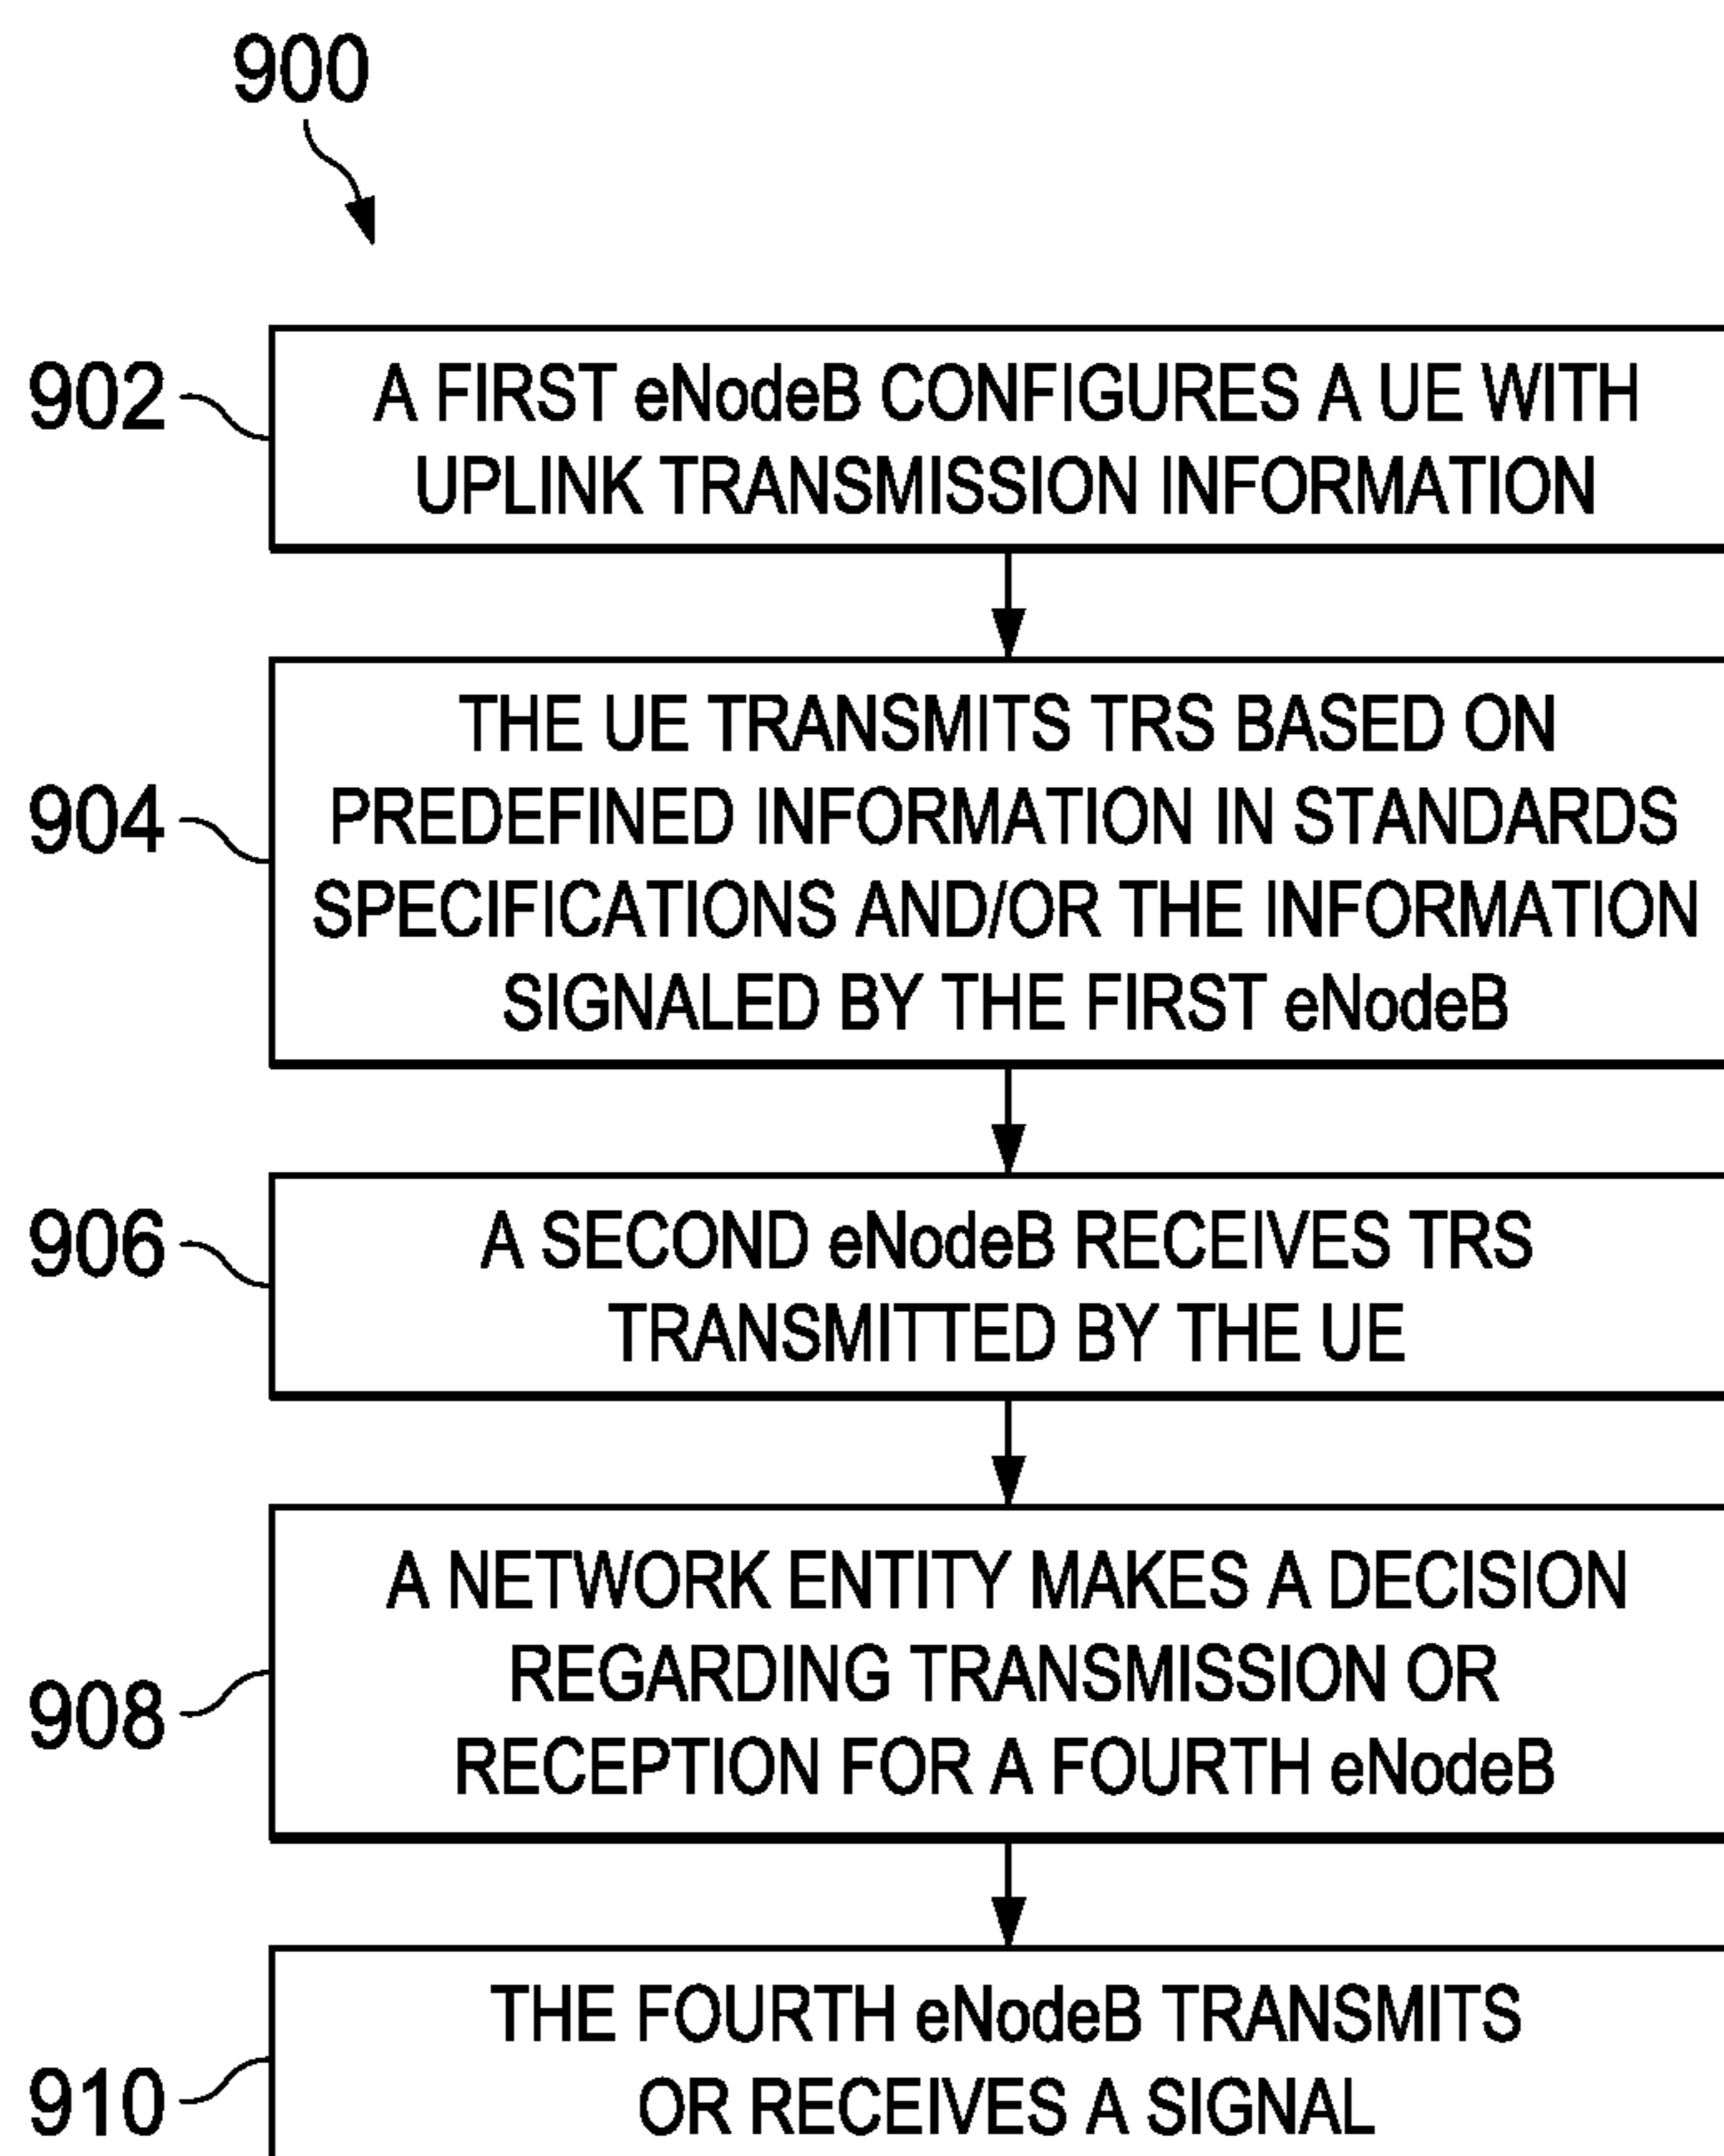 900
902
A FIRST eNodeB CONFIGURES A UE WITH
UPLINK TRANSMISSION INFORMATION
904
THE UE TRANSMITS TRS BASED ON
PREDEFINED INFORMATION IN STANDARDS
SPECIFICATIONS AND/OR THE INFORMATION
SIGNALED BY THE FIRST eNodeB
906
A SECOND eNodeB RECEIVES TRS
TRANSMITTED BY THE UE
908
A NETWORK ENTITY MAKES A DECISION
REGARDING TRANSMISSION OR
RECEPTION FOR A FOURTH eNodeB
910
THE FOURTH eNodeB TRANSMITS
OR RECEIVES A SIGNAL